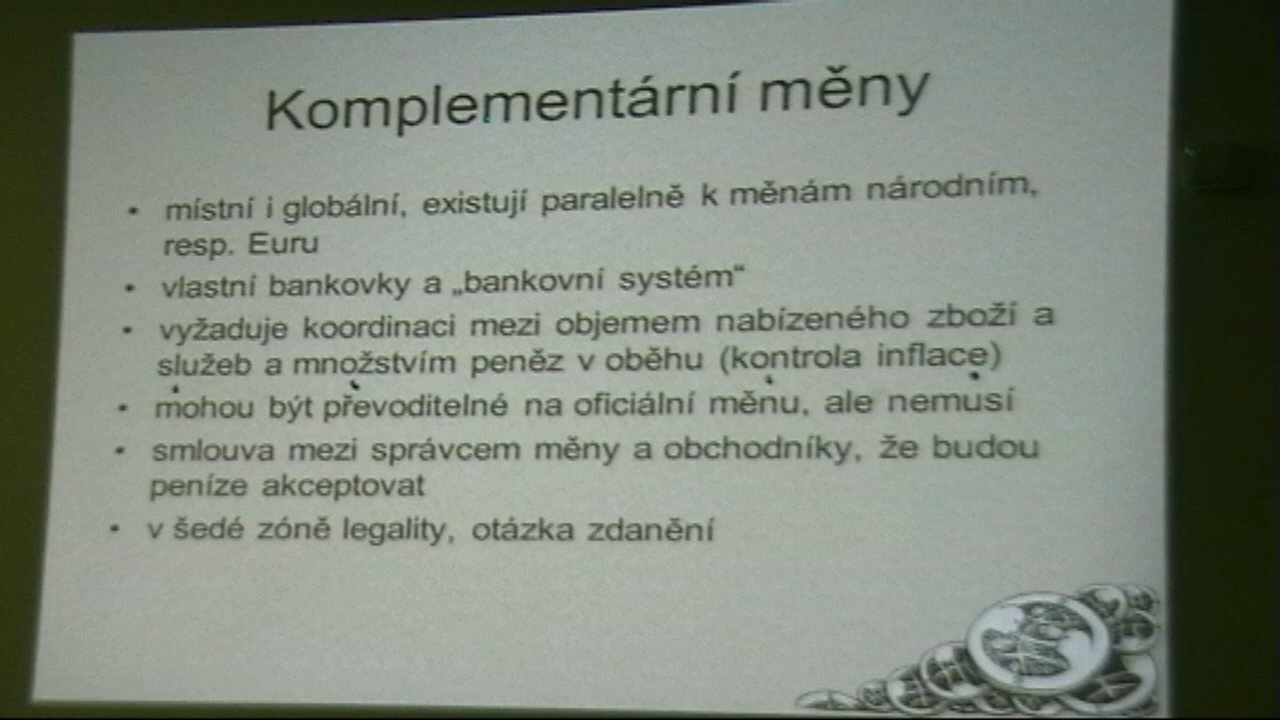 Komplementární měny
• místní i globální, existují paralelně k měnám národním,
resp. Euru
• vlastní bankovky a „bankovní systém“
• vyžaduje koordinaci mezi objemem nabízeného zboží a
služeb a množstvím peněz v oběhu (kontrola inflace)
• mohou být převoditelné na oficiální měnu, ale nemusí
• smlouva mezi správcem měny a obchodníky, že budou
peníze akceptovat
• v šedé zóně legality, otázka zdanění